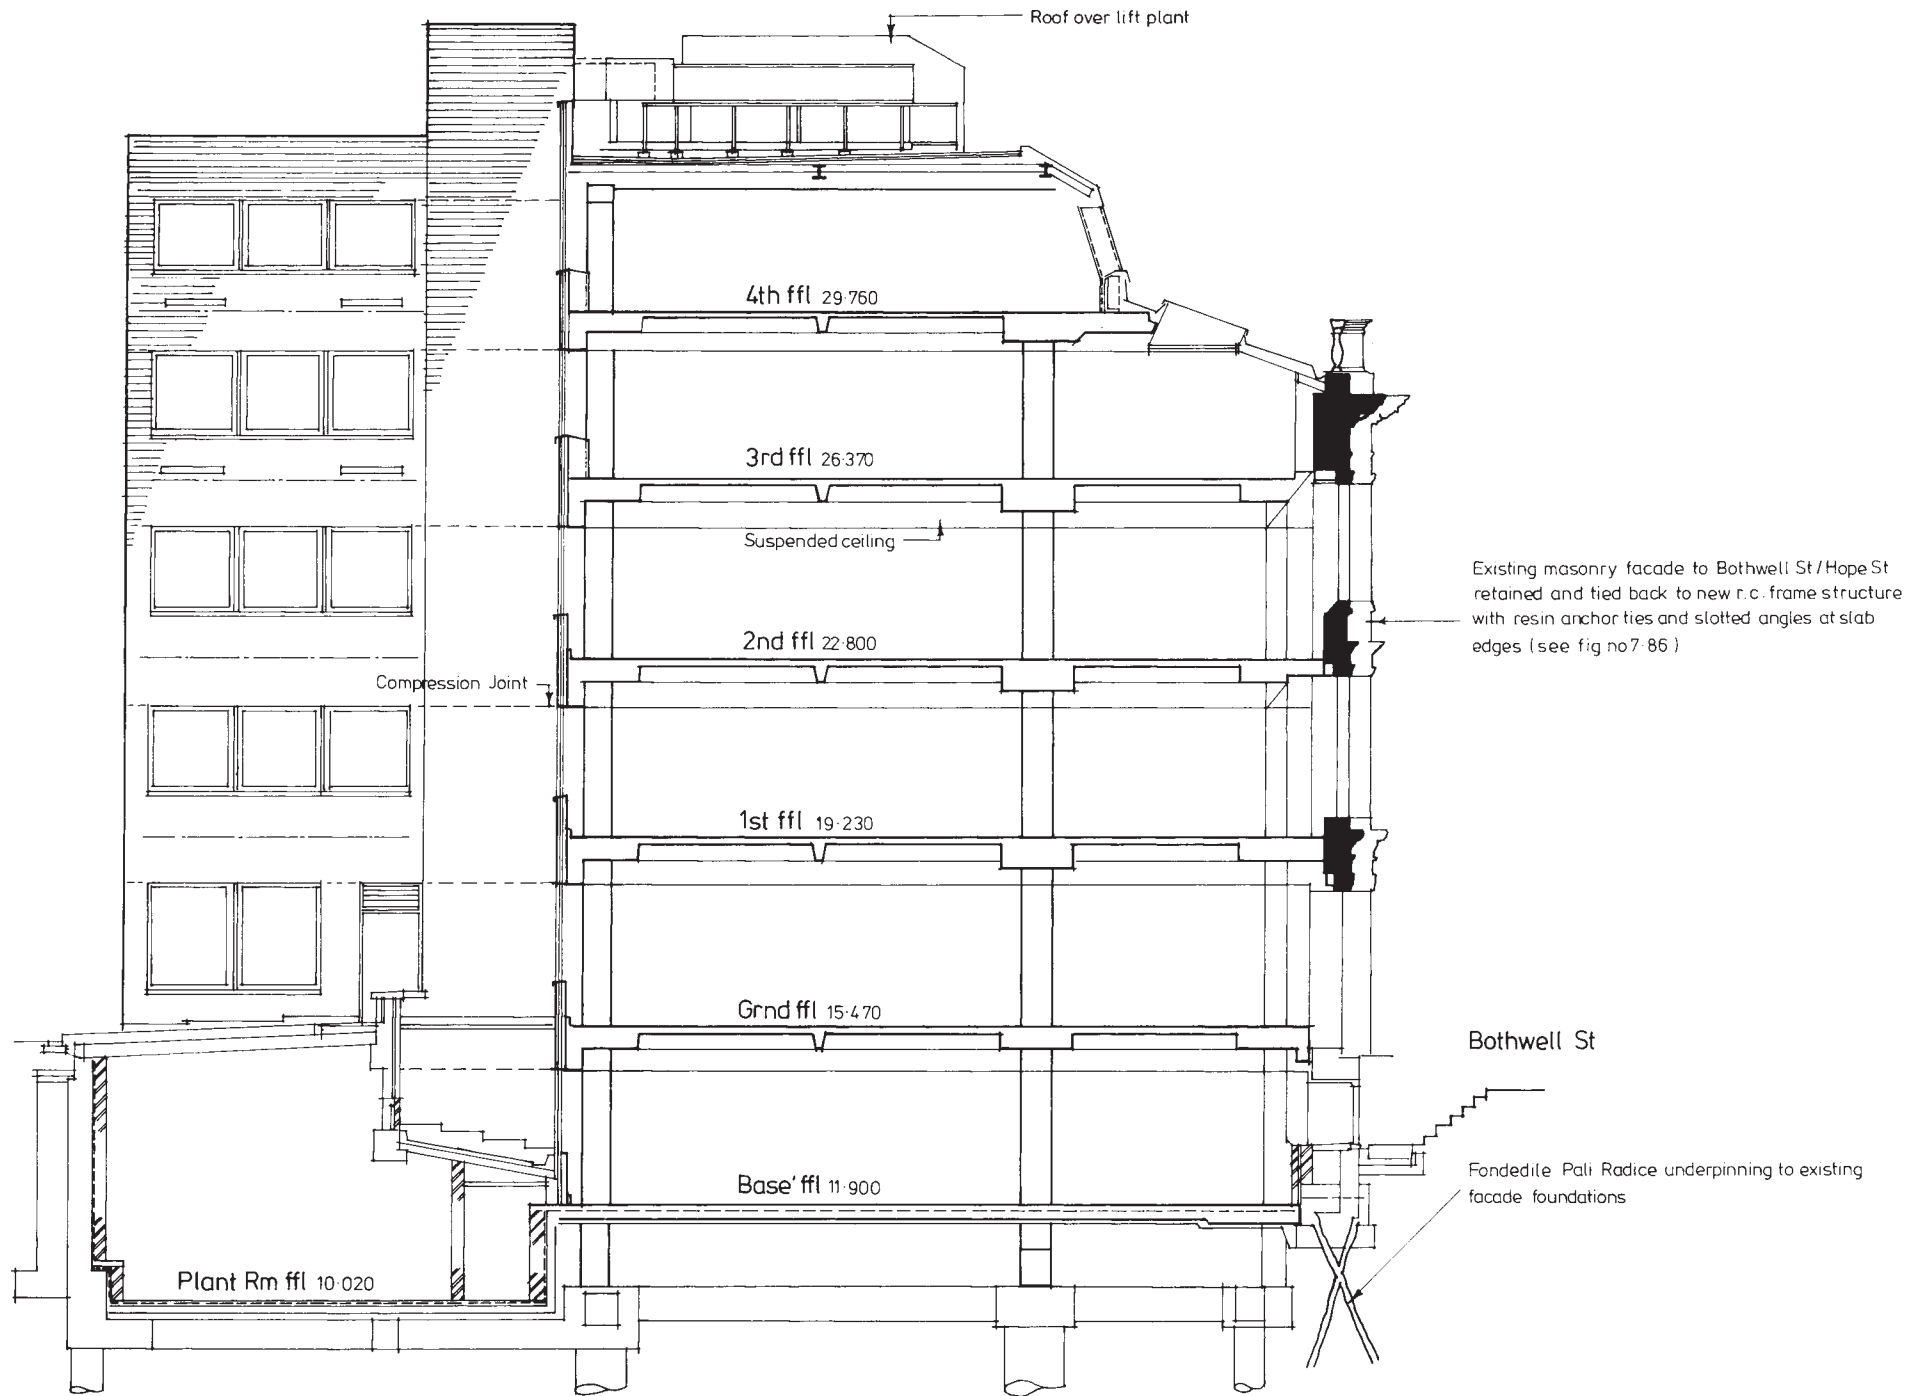 Roof over lift plant
4th ffl 29·760
3rd ffl 26·370
Suspended ceiling
Existing masonry facade to Bothwell St/Hope St
retained and tied back to new r.c. frame structure
with resin anchor ties and slotted angles at slab
edges (see fig no 7·86)
2nd ffl 22·800
Compression Joint
1st ffl 19·230
Grnd ffl 15·470
Bothwell St
Fondedile Pali Radice underpinning to existing
facade foundations
Base' ffl 11·900
Plant Rm ffl 10·020